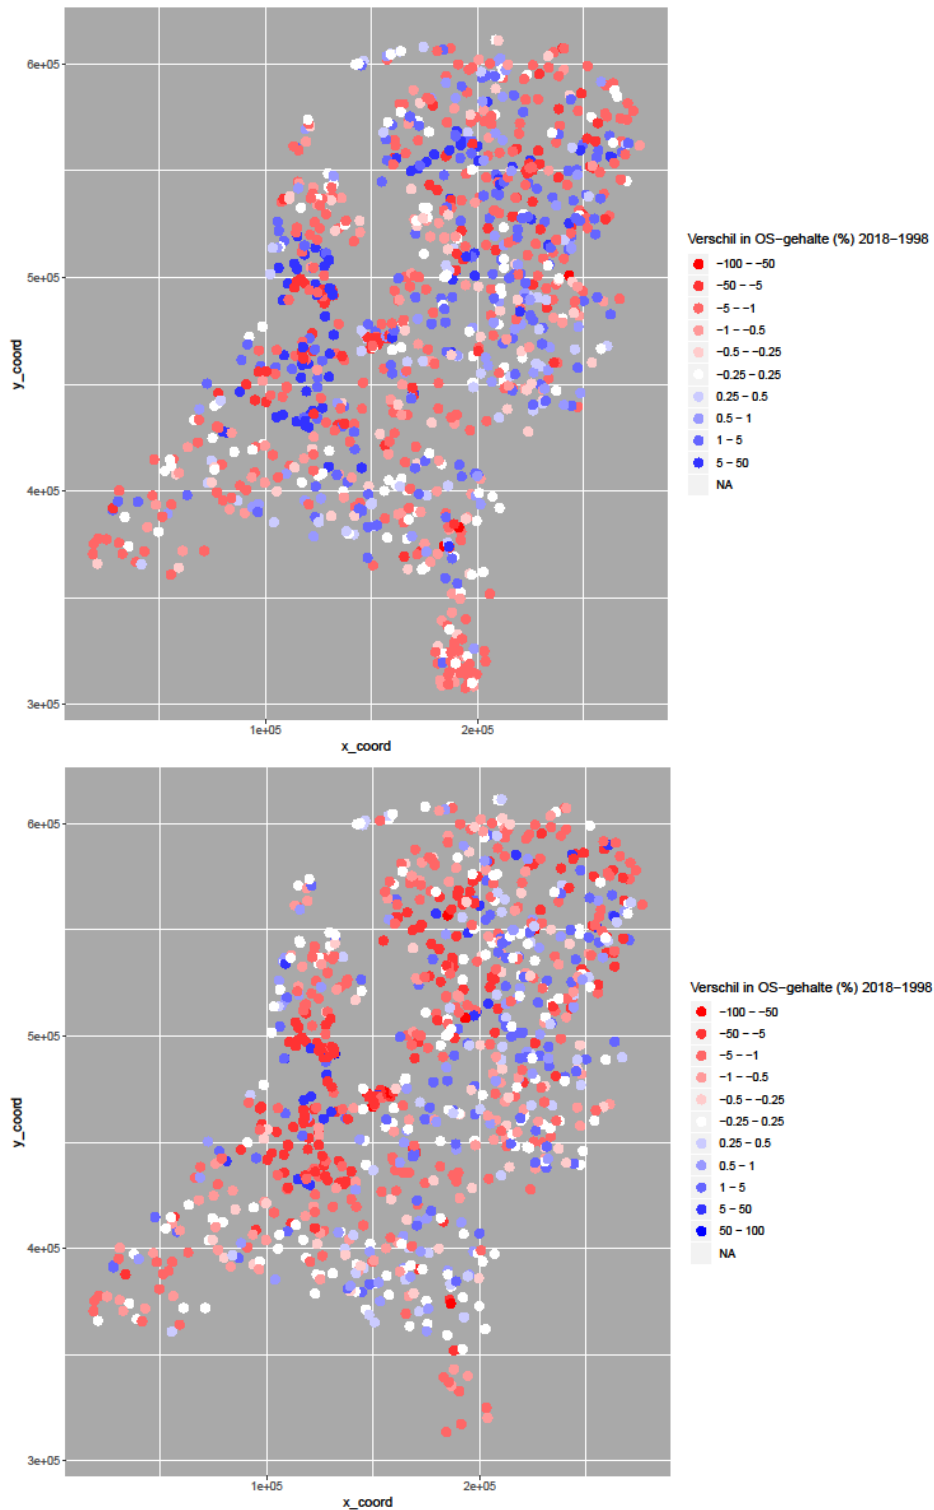 6e+05
5e+05
4e+05
3e+05
y_coord
1e+05
2e+05
x_coord
Verschil in OS-gehalte (%) 2018-1998
-100 - -50
-50 - -5
-5 - -1
-1 - -0.5
-0.5 - -0.25
-0.25 - 0.25
0.25 - 0.5
0.5 - 1
1 - 5
5 - 50
NA
6e+05
5e+05
4e+05
3e+05
y_coord
1e+05
2e+05
x_coord
Verschil in OS-gehalte (%) 2018-1998
-100 - -50
-50 - -5
-5 - -1
-1 - -0.5
-0.5 - -0.25
-0.25 - 0.25
0.25 - 0.5
0.5 - 1
1 - 5
5 - 50
50 - 100
NA